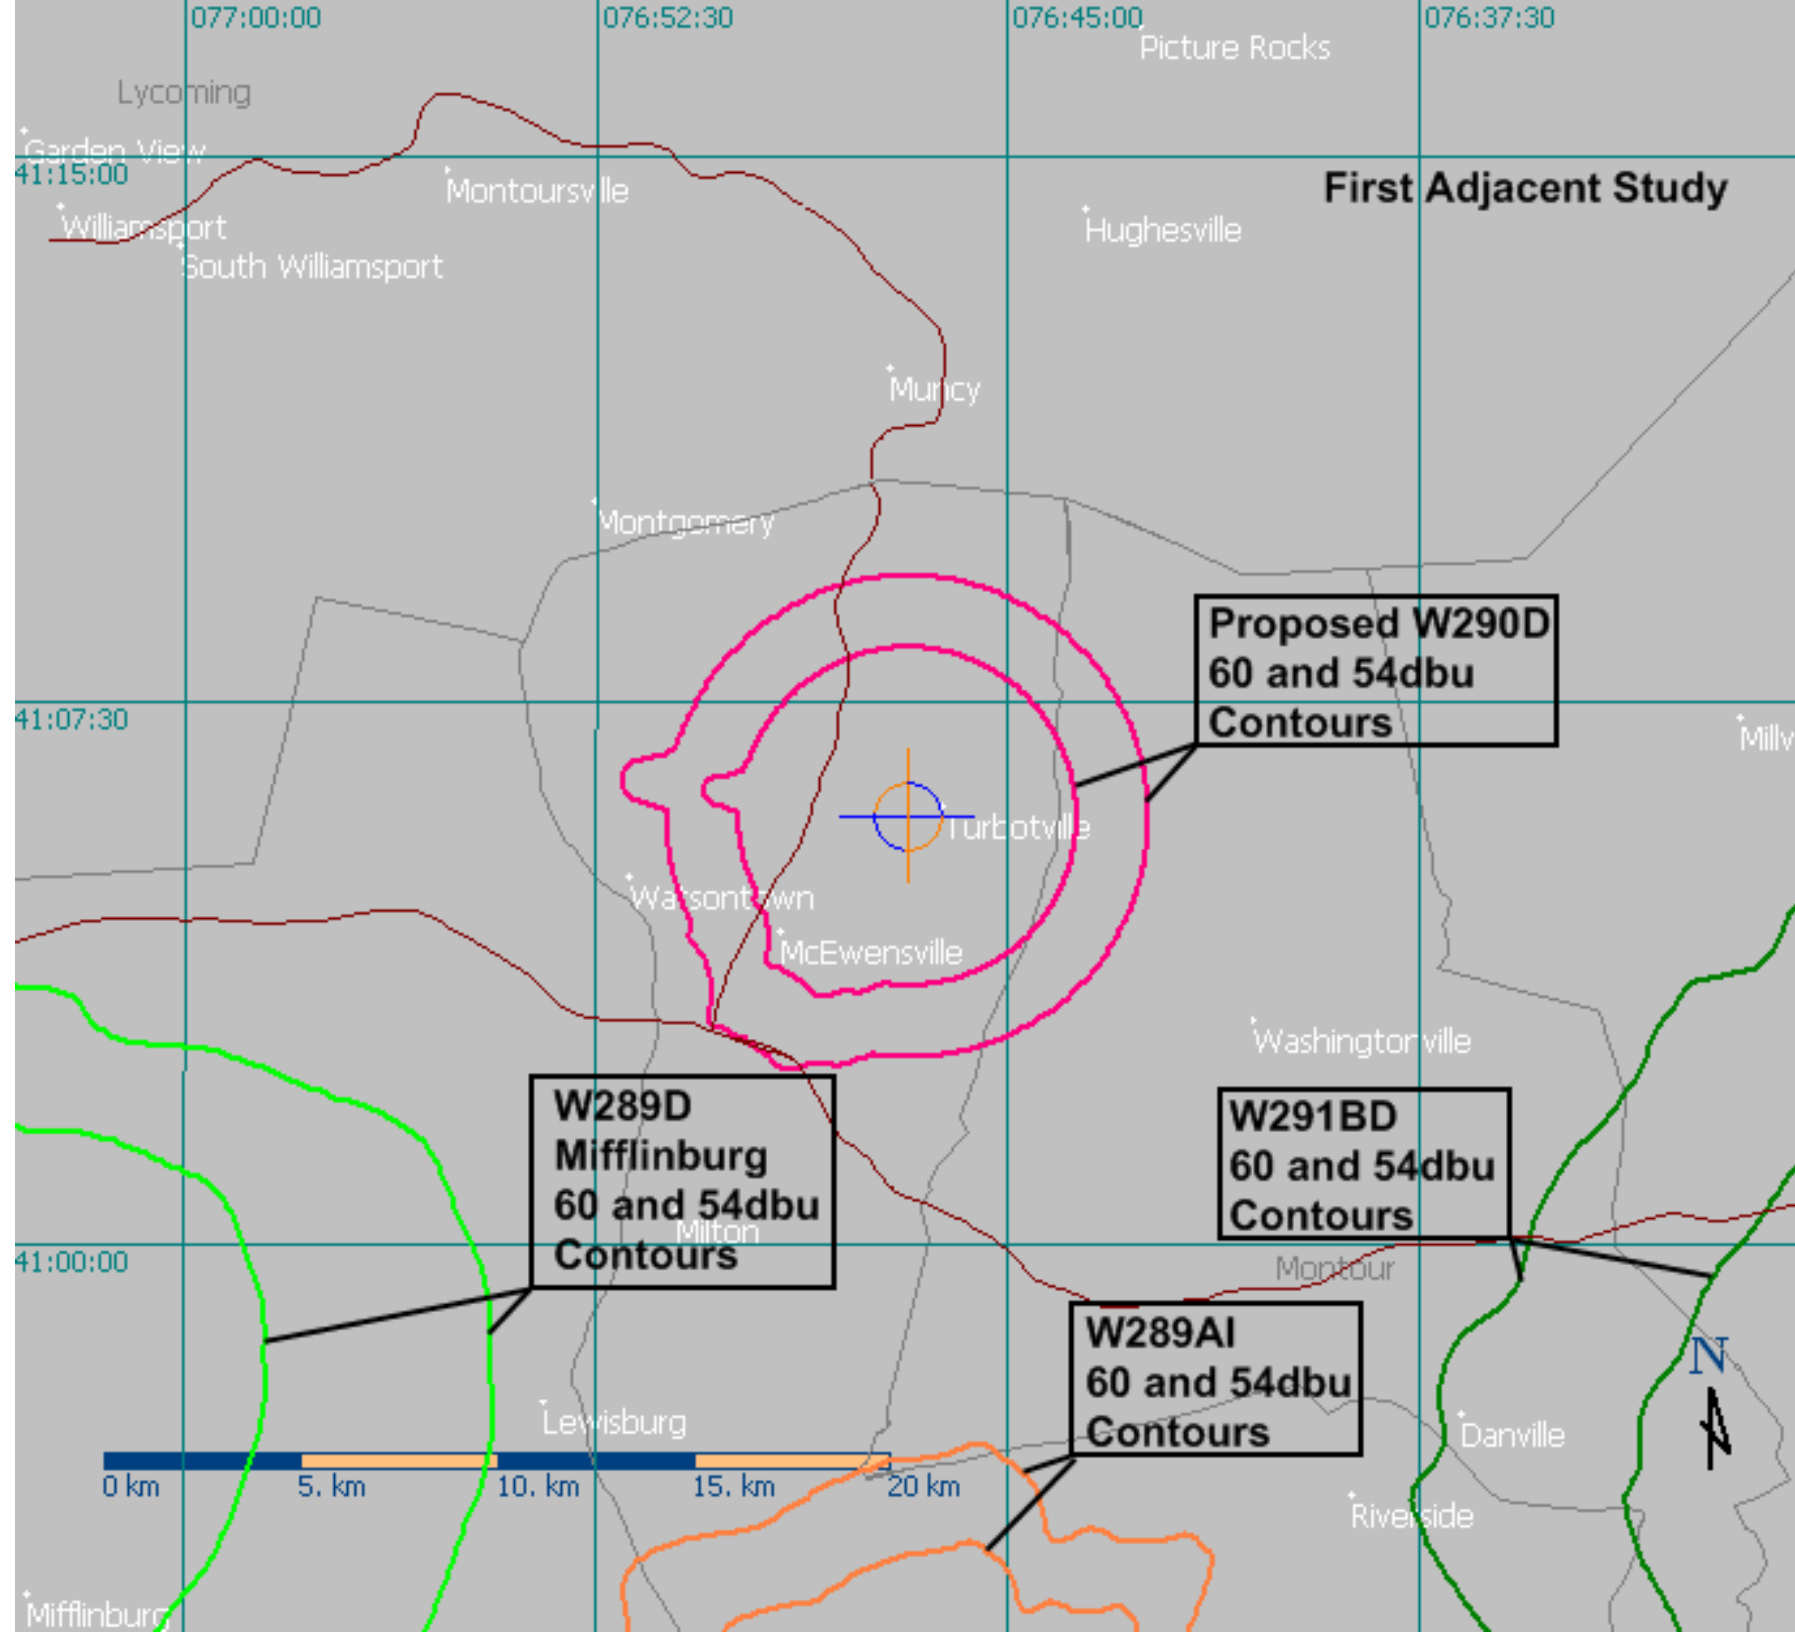 077:00:00
076:52:30
076:45:00
076:37:30
Picture Rocks
Lycoming
Garden View
41:15:00
Montoursville
First Adjacent Study
Williamsport
Hughesville
South Williamsport
Muncy
Montgomery
Proposed W290D
60 and 54dbu
Contours
41:07:30
Millv
Turbotville
Watsontown
McEwensville
Washingtonville
W289D
Mifflinburg
60 and 54dbu
Contours
Milton
W291BD
60 and 54dbu
Contours
41:00:00
Montour
W289AI
60 and 54dbu
Contours
N
Lewisburg
Danville
0 km
5. km
10. km
15. km
20 km
Riverside
Mifflinburg